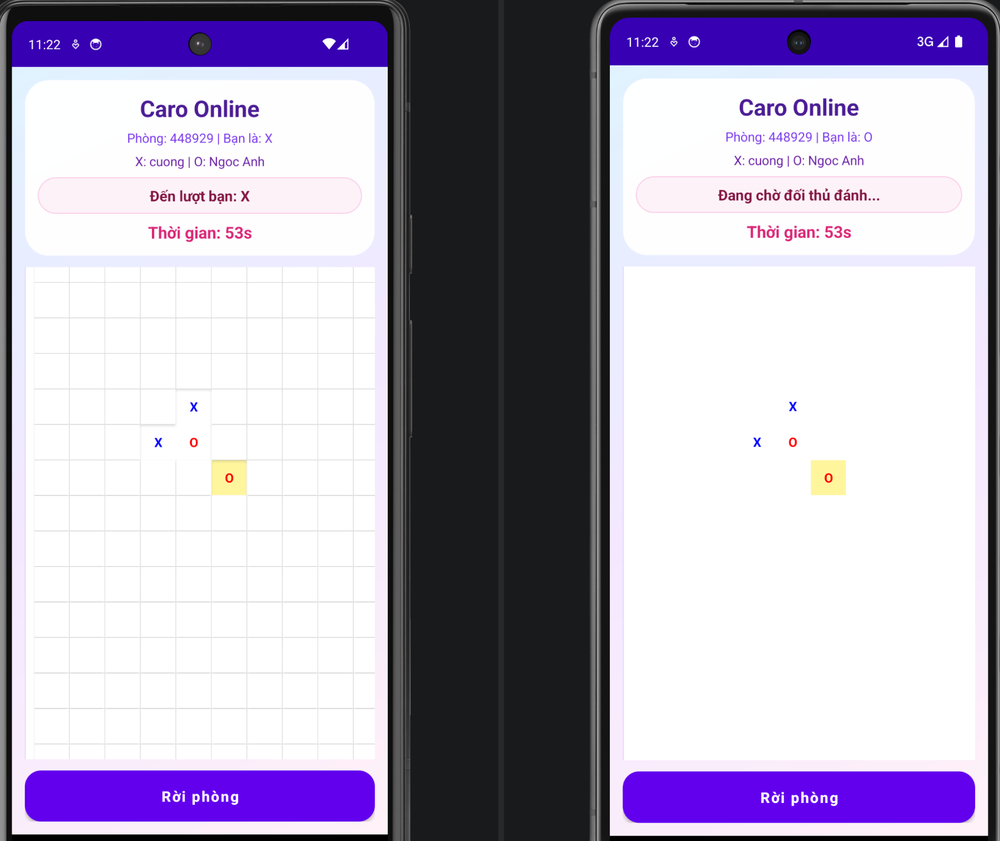 11:22
Caro Online
Phòng: 448929 | Bạn là: X
X: cuong | O: Ngoc Anh
Đến lượt bạn: X
Thời gian: 53s
X
X O
O
Rời phòng
11:22 3G
Caro Online
Phòng: 448929 | Bạn là: O
X: cuong | O: Ngoc Anh
Đang chờ đối thủ đánh...
Thời gian: 53s
X
X O
O
Rời phòng